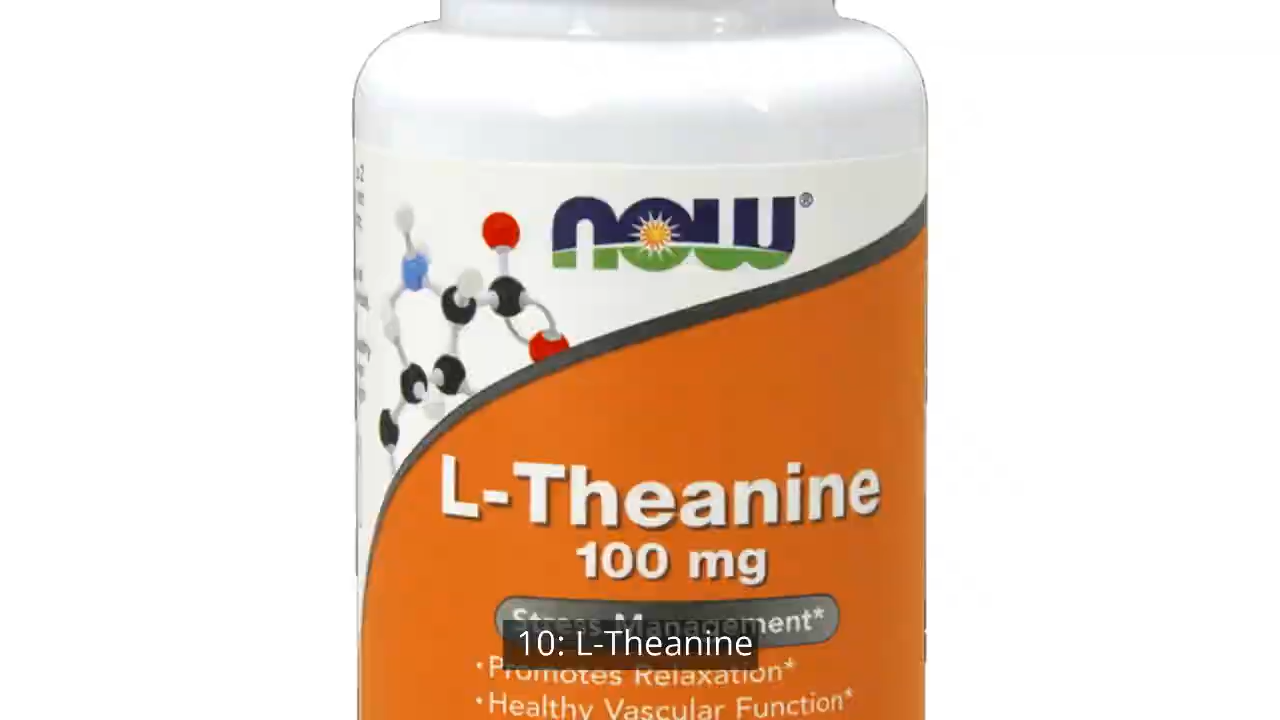 now®
L-Theanine
100 mg
Stress Management*
10: L-Theanine
•Promotes Relaxation*
•Healthy Vascular Function*